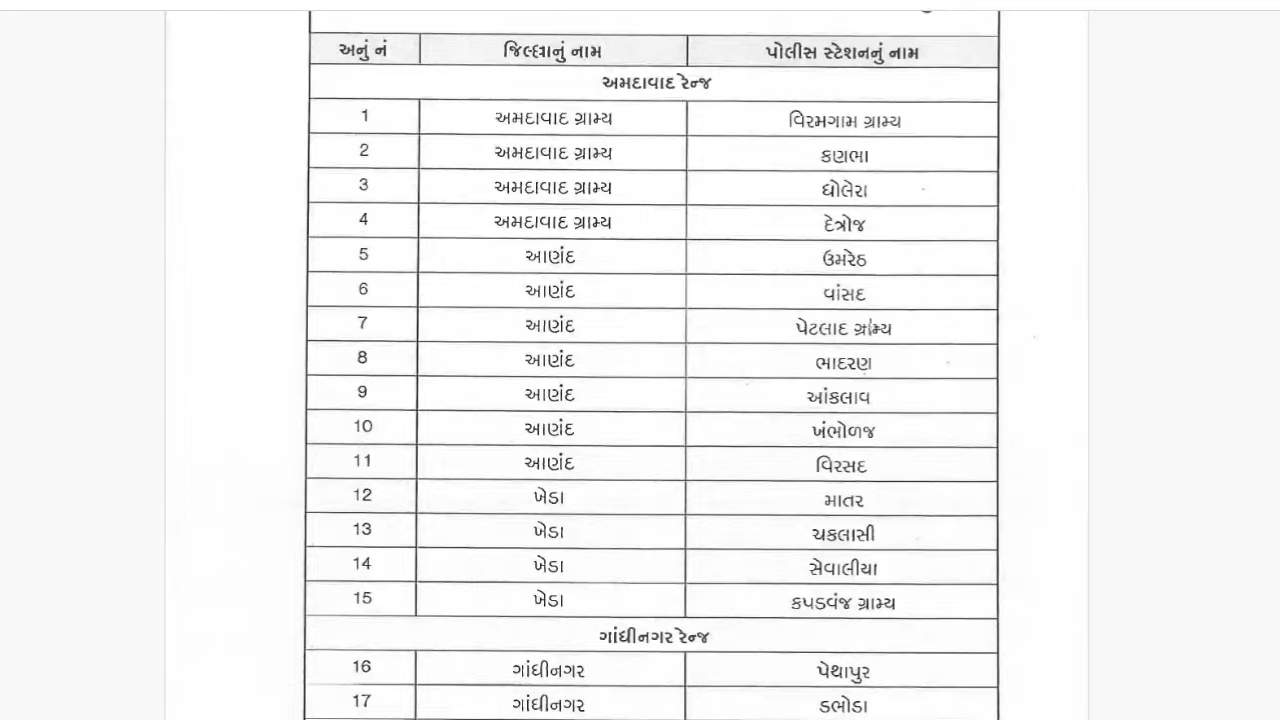 અનું નં જિલ્લાનું નામ પોલીસ સ્ટેશનનું નામ
અમદાવાદ રેન્જ
1 અમદાવાદ ગ્રામ્ય વિરમગામ ગ્રામ્ય
2 અમદાવાદ ગ્રામ્ય કણભા
3 અમદાવાદ ગ્રામ્ય ધોલેરા
4 અમદાવાદ ગ્રામ્ય દેત્રોજ
5 આણંદ ઉમરેઠ
6 આણંદ વાંસદ
7 આણંદ પેટલાદ ગ્રામ્ય
8 આણંદ ભાદરણ
9 આણંદ આંકલાવ
10 આણંદ ખંભોળજ
11 આણંદ વિરસદ
12 ખેડા માતર
13 ખેડા ચકલાસી
14 ખેડા સેવાલીયા
15 ખેડા કપડવંજ ગ્રામ્ય
ગાંધીનગર રેન્જ
16 ગાંધીનગર પેથાપુર
17 ગાંધીનગર ડભોડા